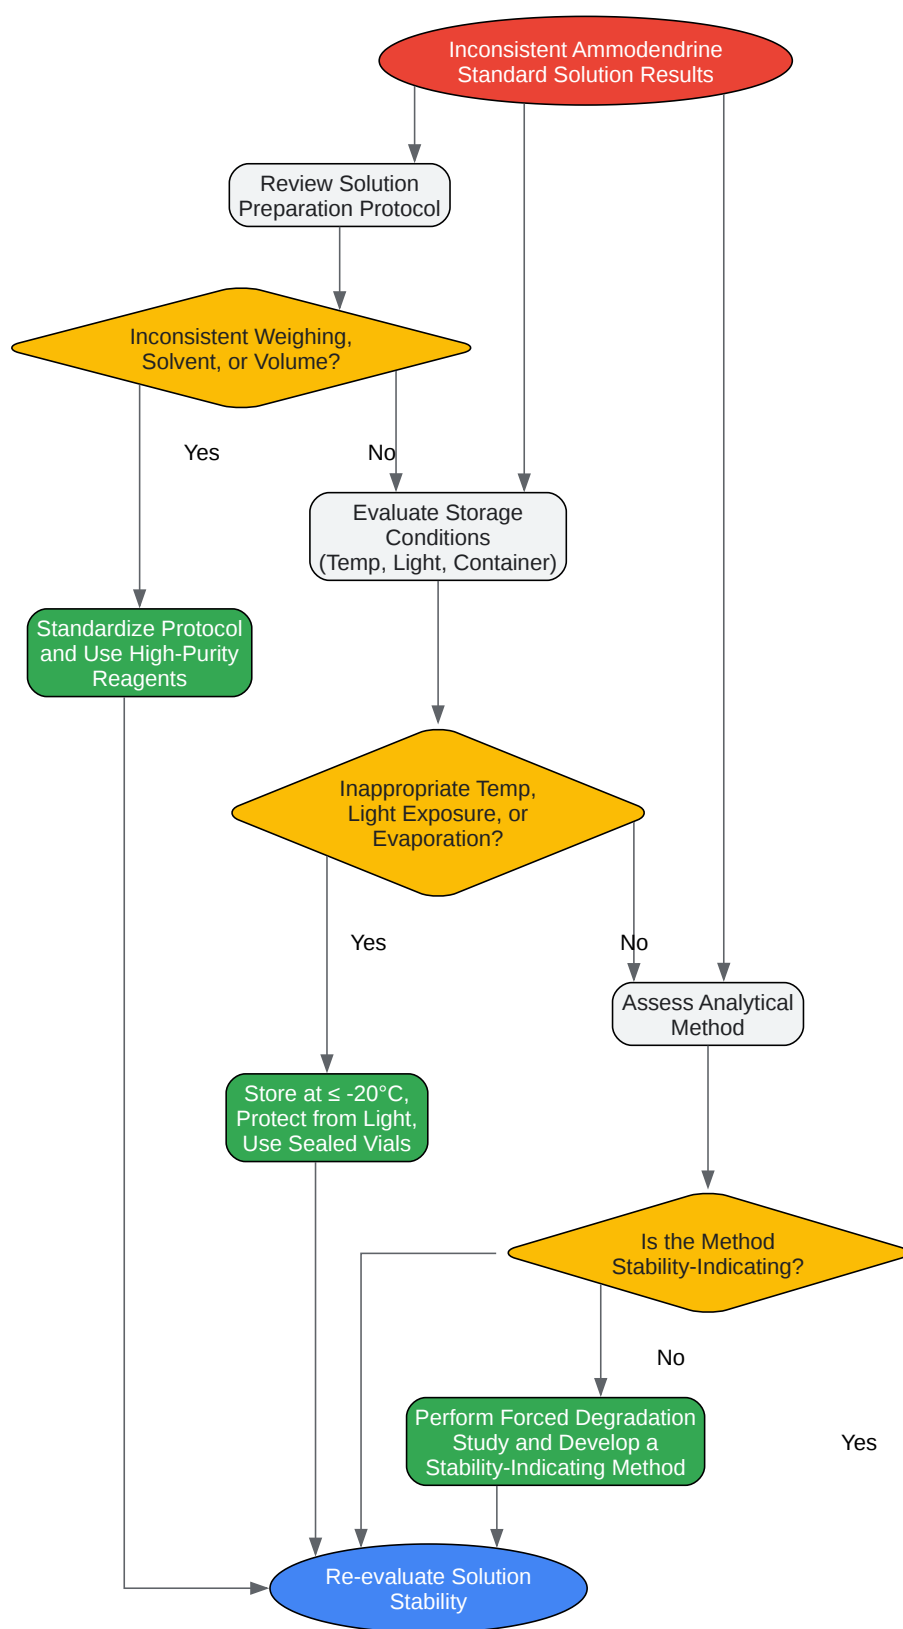 Inconsistent Ammodendrine
Standard Solution Results
Review Solution
Preparation Protocol
Inconsistent Weighing,
Solvent, or Volume?
Yes
No
Evaluate Storage
Conditions
(Temp, Light, Container)
Standardize Protocol
and Use High-Purity
Reagents
Inappropriate Temp,
Light Exposure, or
Evaporation?
Yes
No
Assess Analytical
Method
Store at ≤ -20°C,
Protect from Light,
Use Sealed Vials
Is the Method
Stability-Indicating?
No
Yes
Perform Forced Degradation
Study and Develop a
Stability-Indicating Method
Re-evaluate Solution
Stability